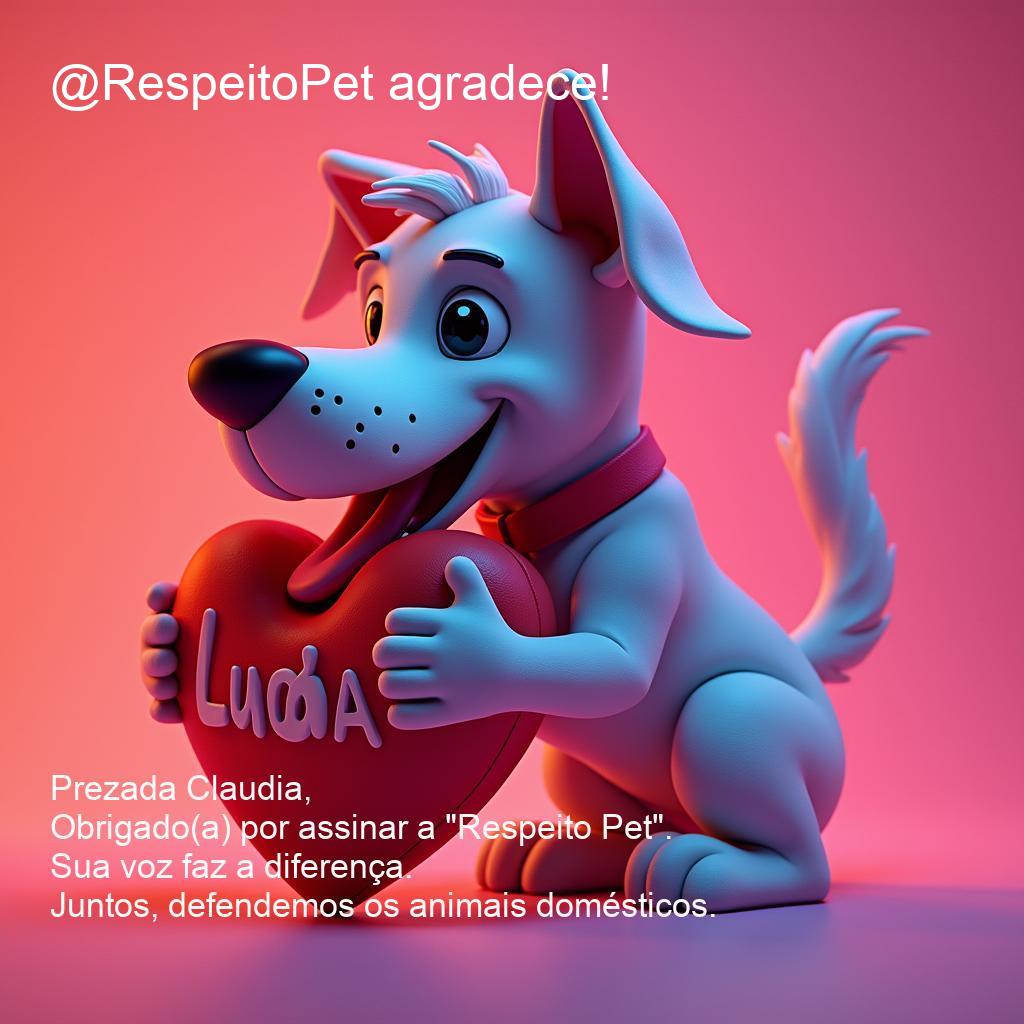 @RespeitoPet agradece!
Prezada Claudia,
Obrigado(a) por assinar a "Respeito Pet".
Sua voz faz a diferença.
Juntos, defendemos os animais domésticos.